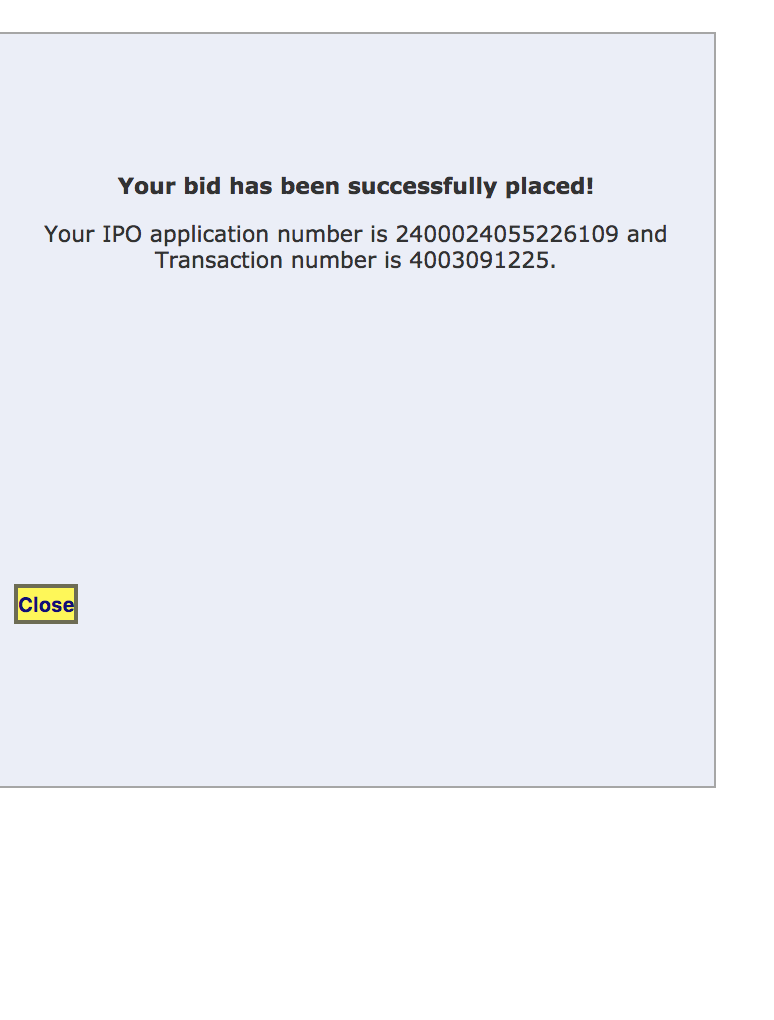 Your bid has been successfully placed!
Your IPO application number is 2400024055226109 and
Transaction number is 4003091225.
Close